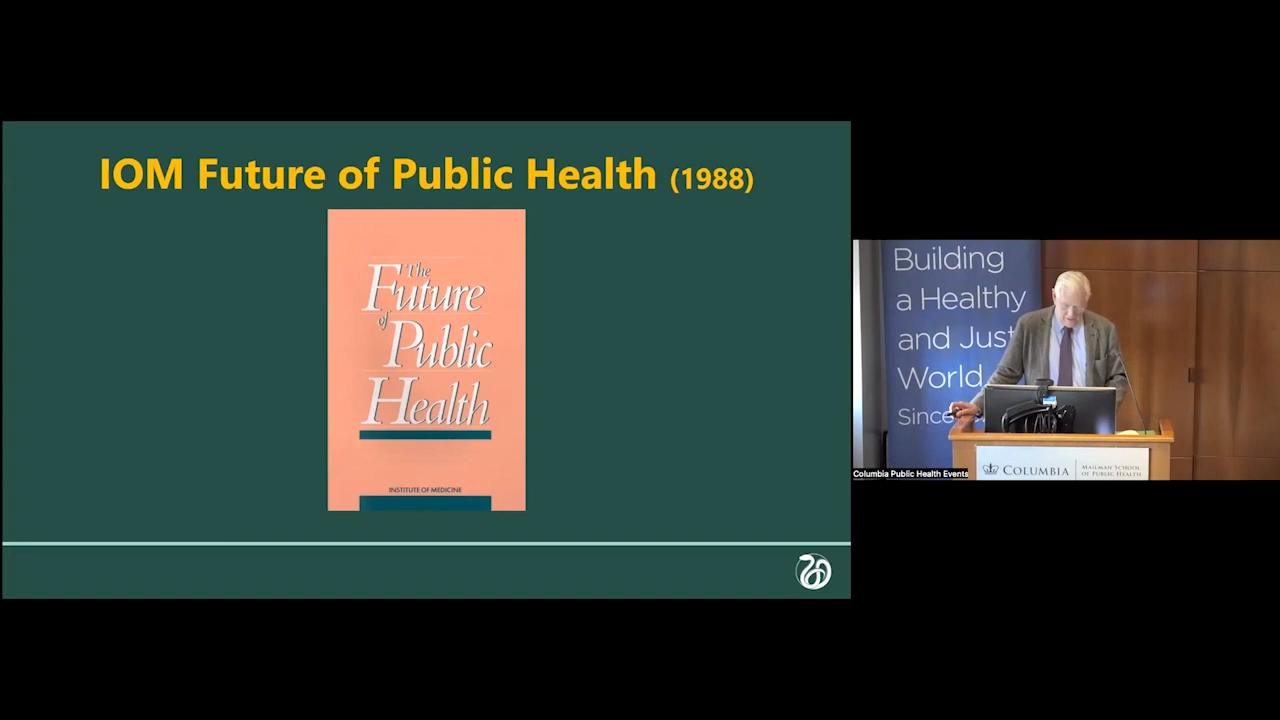 IOM Future of Public Health (1988)
The
Future
of
Public
Health
INSTITUTE OF MEDICINE
Building
a Healthy
and Just
World
Since
Columbia Public Health Events
COLUMBIA
MAILMAN SCHOOL
OF PUBLIC HEALTH